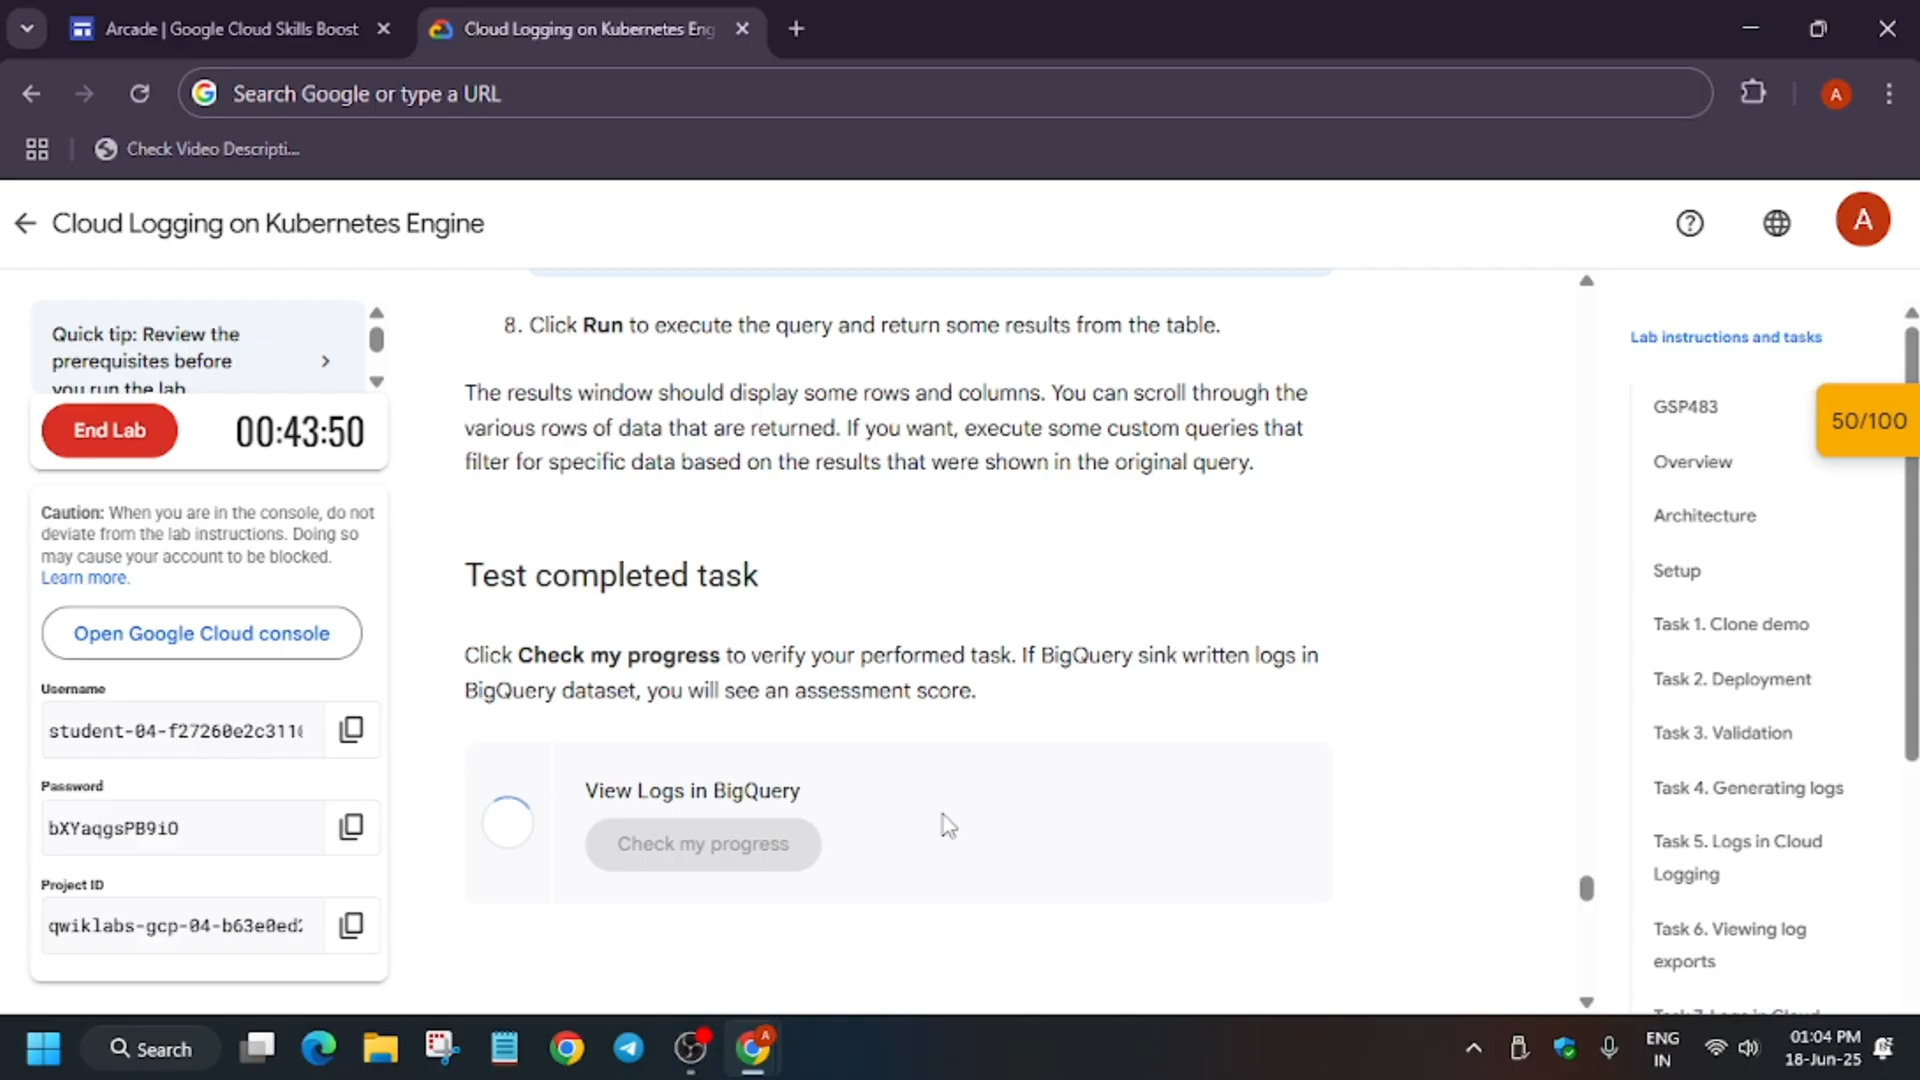 Arcade | Google Cloud Skills Boost
Cloud Logging on Kubernetes Eng
Search Google or type a URL
A
Check Video Descripti...
Cloud Logging on Kubernetes Engine
A
Quick tip: Review the
prerequisites before
you run the lab
End Lab
00:43:50
Caution: When you are in the console, do not
deviate from the lab instructions. Doing so
may cause your account to be blocked.
Learn more.
Open Google Cloud console
Username
student-04-f27260e2c311
Password
bXYaqgsPB9iO
Project ID
qwiklabs-gcp-04-b63e0ed
8. Click Run to execute the query and return some results from the table.
The results window should display some rows and columns. You can scroll through the
various rows of data that are returned. If you want, execute some custom queries that
filter for specific data based on the results that were shown in the original query.
Test completed task
Click Check my progress to verify your performed task. If BigQuery sink written logs in
BigQuery dataset, you will see an assessment score.
View Logs in BigQuery
Check my progress
Lab instructions and tasks
GSP483
50/100
Overview
Architecture
Setup
Task 1. Clone demo
Task 2. Deployment
Task 3. Validation
Task 4. Generating logs
Task 5. Logs in Cloud
Logging
Task 6. Viewing log
exports
Search
A
ENG
IN
01:04 PM
18-Jun-25